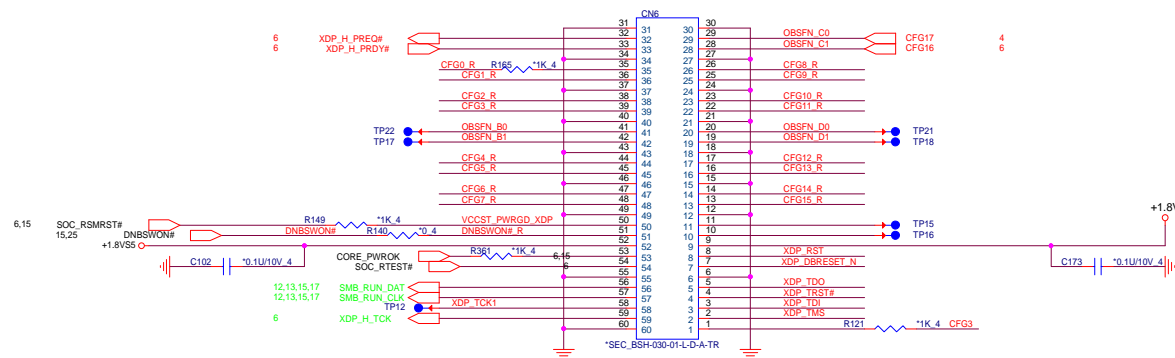 CN6
31 31 30 30
6 XDP_H_PREQ# 32 32 29 29 OBSFN_C0 CFG17 4
6 XDP_H_PRDY# 33 33 28 28 OBSFN_C1 CFG16 6
34 34 27 27
CFG0_R R165 *1K_4 35 35 26 26 CFG8_R
CFG1_R 36 36 25 25 CFG9_R
37 37 24 24
CFG2_R 38 38 23 23 CFG10_R
CFG3_R 39 39 22 22 CFG11_R
40 40 21 21
TP22 OBSFN_B0 41 41 20 20 OBSFN_D0 TP21
TP17 OBSFN_B1 42 42 19 19 OBSFN_D1 TP18
43 43 18 18
CFG4_R 44 44 17 17 CFG12_R
CFG5_R 45 45 16 16 CFG13_R
46 46 15 15
CFG6_R 47 47 14 14 CFG14_R
CFG7_R 48 48 13 13 CFG15_R
49 49 12 12 +1.8V
6,15 SOC_RSMRST# R149 *1K_4 VCCST_PWRGD_XDP 50 50 11 11 TP15
15,25 DNBSWON# DNBSWON# R140 *0_4 DNBSWON#_R 51 51 10 10 TP16
+1.8VS5 52 52 9 9
CORE_PWROK R361 *1K_4 6,15 53 53 8 8 XDP_RST
C102 *0.1U/10V_4 SOC_RTEST# 6 54 54 7 7 XDP_DBRESET_N C173 *0.1U/10V_4
55 55 6 6
12,13,15,17 SMB_RUN_DAT 56 56 5 5 XDP_TDO
12,13,15,17 SMB_RUN_CLK 57 57 4 4 XDP_TRST#
TP12 XDP_TCK1 58 58 3 3 XDP_TDI
6 XDP_H_TCK 59 59 2 2 XDP_TMS
60 60 1 1 R121 *1K_4 CFG3
*SEC_BSH-030-01-L-D-A-TR